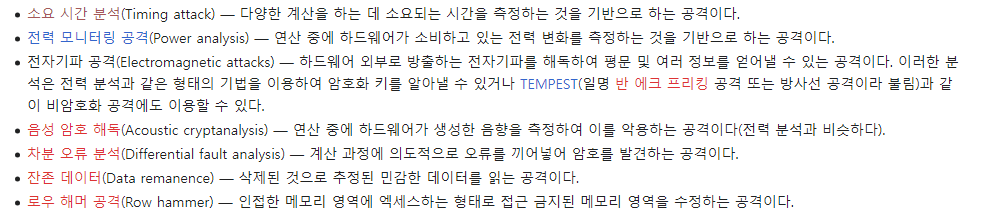 • 소요 시간 분석(Timing attack) — 다양한 계산을 하는 데 소요되는 시간을 측정하는 것을 기반으로 하는 공격이다.
• 전력 모니터링 공격(Power analysis) — 연산 중에 하드웨어가 소비하고 있는 전력 변화를 측정하는 것을 기반으로 하는 공격이다.
• 전자기파 공격(Electromagnetic attacks) — 하드웨어 외부로 방출하는 전자기파를 해독하여 평문 및 여러 정보를 얻어낼 수 있는 공격이다. 이러한 분
석은 전력 분석과 같은 형태의 기법을 이용하여 암호화 키를 알아낼 수 있거나 TEMPEST(일명 반 에크 프리킹 공격 또는 방사선 공격이라 불림)과 같
이 비암호화 공격에도 이용할 수 있다.
• 음성 암호 해독(Acoustic cryptanalysis) — 연산 중에 하드웨어가 생성한 음향을 측정하여 이를 악용하는 공격이다(전력 분석과 비슷하다).
• 차분 오류 분석(Differential fault analysis) — 계산 과정에 의도적으로 오류를 끼어넣어 암호를 발견하는 공격이다.
• 잔존 데이터(Data remanence) — 삭제된 것으로 추정된 민감한 데이터를 읽는 공격이다.
• 로우 해머 공격(Row hammer) — 인접한 메모리 영역에 엑세스하는 형태로 접근 금지된 메모리 영역을 수정하는 공격이다.